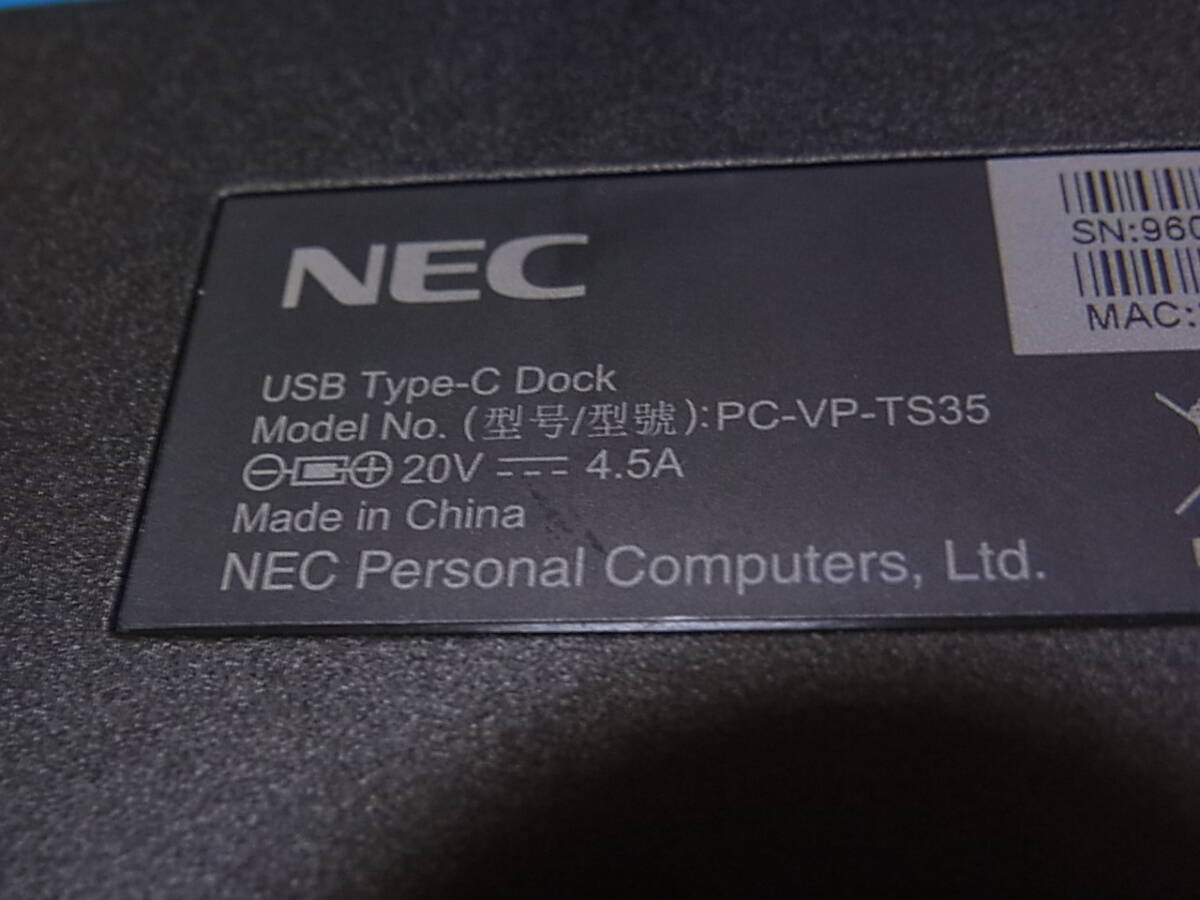 NEC
USB Type-C Dock
Model No. (型号/型號):PC-VP-TS35
20V ⎓ 4.5A
Made in China
NEC Personal Computers, Ltd.
SN:960
MAC: